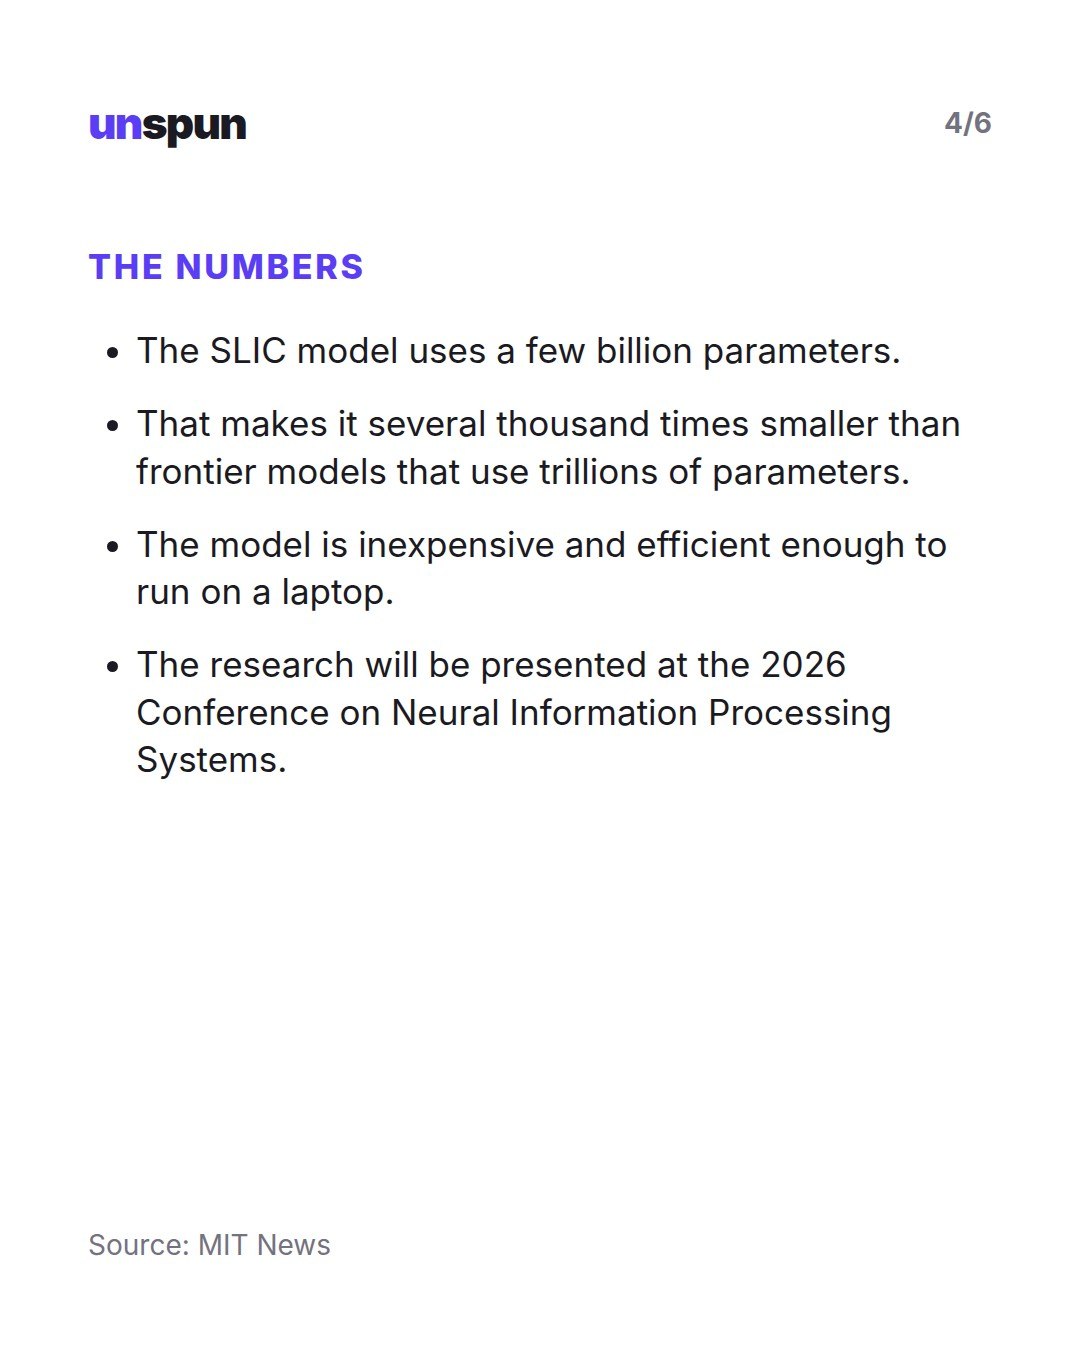 unspun
4/6
THE NUMBERS
• The SLIC model uses a few billion parameters.
• That makes it several thousand times smaller than
frontier models that use trillions of parameters.
• The model is inexpensive and efficient enough to
run on a laptop.
• The research will be presented at the 2026
Conference on Neural Information Processing
Systems.
Source: MIT News